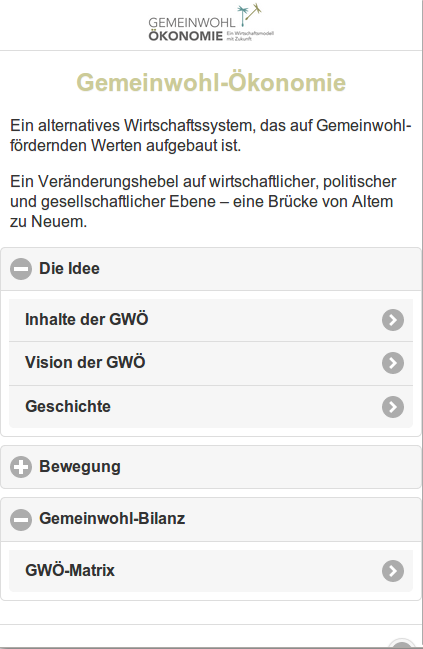 GEMEINWOHL
ÖKONOMIE Ein Wirtschaftsmodell
mit Zukunft
Gemeinwohl-Ökonomie
Ein alternatives Wirtschaftssystem, das auf Gemeinwohl-
fördernden Werten aufgebaut ist.
Ein Veränderungshebel auf wirtschaftlicher, politischer
und gesellschaftlicher Ebene – eine Brücke von Altem
zu Neuem.
Die Idee
Inhalte der GWÖ
Vision der GWÖ
Geschichte
Bewegung
Gemeinwohl-Bilanz
GWÖ-Matrix